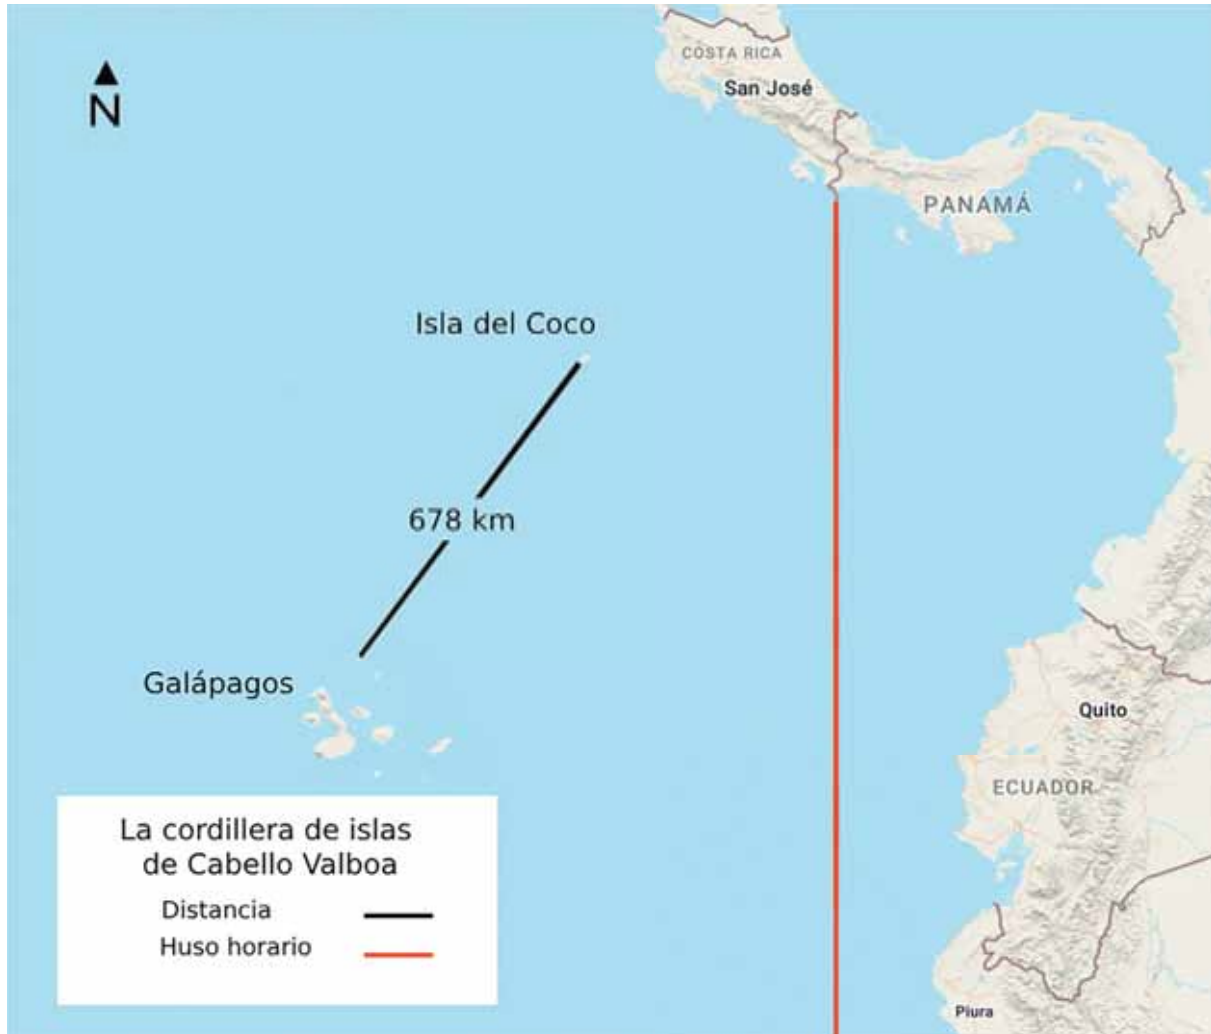 N
COSTA RICA
San José
PANAMÁ
Isla del Coco
678 km
Galápagos
Quito
ECUADOR
La cordillera de islas
de Cabello Valboa
Distancia
Huso horario
Piura